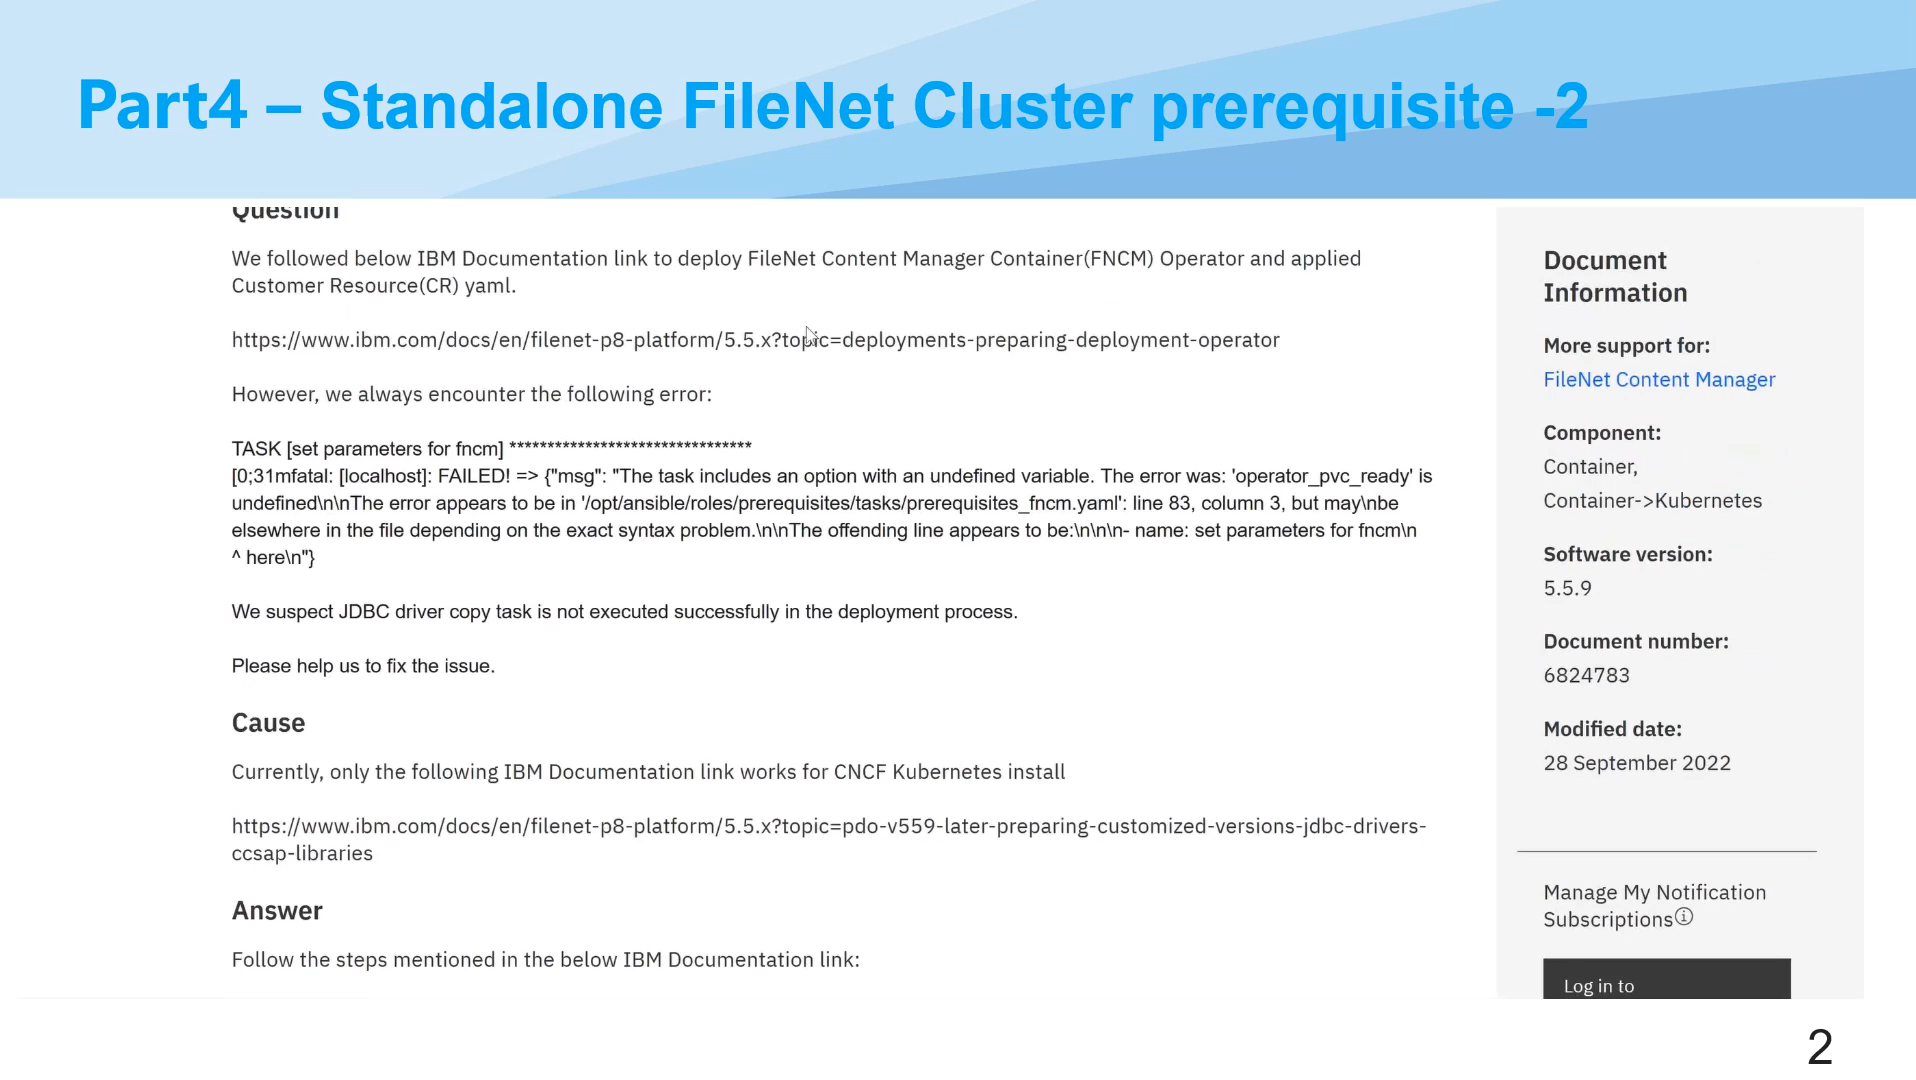 Part4 – Standalone FileNet Cluster prerequisite -2
Question
We followed below IBM Documentation link to deploy FileNet Content Manager Container(FNCM) Operator and applied
Customer Resource(CR) yaml.
https://www.ibm.com/docs/en/filenet-p8-platform/5.5.x?topic=deployments-preparing-deployment-operator
However, we always encounter the following error:
TASK [set parameters for fncm] ********************************
[0;31mfatal: [localhost]: FAILED! => {"msg": "The task includes an option with an undefined variable. The error was: 'operator_pvc_ready' is
undefined\n\nThe error appears to be in '/opt/ansible/roles/prerequisites/tasks/prerequisites_fncm.yaml': line 83, column 3, but may\nbe
elsewhere in the file depending on the exact syntax problem.\n\nThe offending line appears to be:\n\n\n- name: set parameters for fncm\n
^ here\n"}
We suspect JDBC driver copy task is not executed successfully in the deployment process.
Please help us to fix the issue.
Cause
Currently, only the following IBM Documentation link works for CNCF Kubernetes install
https://www.ibm.com/docs/en/filenet-p8-platform/5.5.x?topic=pdo-v559-later-preparing-customized-versions-jdbc-drivers-
ccsap-libraries
Answer
Follow the steps mentioned in the below IBM Documentation link:
Document
Information
More support for:
FileNet Content Manager
Component:
Container,
Container->Kubernetes
Software version:
5.5.9
Document number:
6824783
Modified date:
28 September 2022
Manage My Notification
Subscriptions
Log in to
2